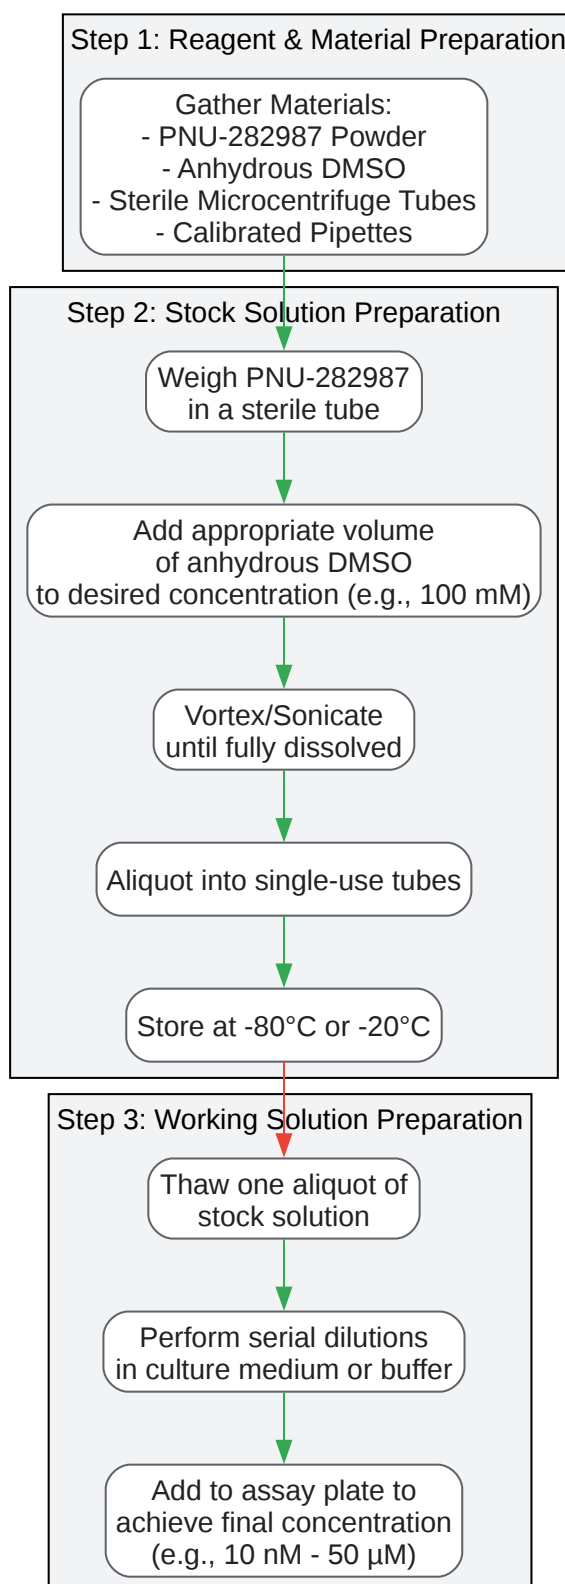 Step 1: Reagent & Material Preparation
Gather Materials:
- PNU-282987 Powder
- Anhydrous DMSO
- Sterile Microcentrifuge Tubes
- Calibrated Pipettes
Step 2: Stock Solution Preparation
Weigh PNU-282987
in a sterile tube
Add appropriate volume
of anhydrous DMSO
to desired concentration (e.g., 100 mM)
Vortex/Sonicate
until fully dissolved
Aliquot into single-use tubes
Store at -80°C or -20°C
Step 3: Working Solution Preparation
Thaw one aliquot of
stock solution
Perform serial dilutions
in culture medium or buffer
Add to assay plate to
achieve final concentration
(e.g., 10 nM - 50 µM)